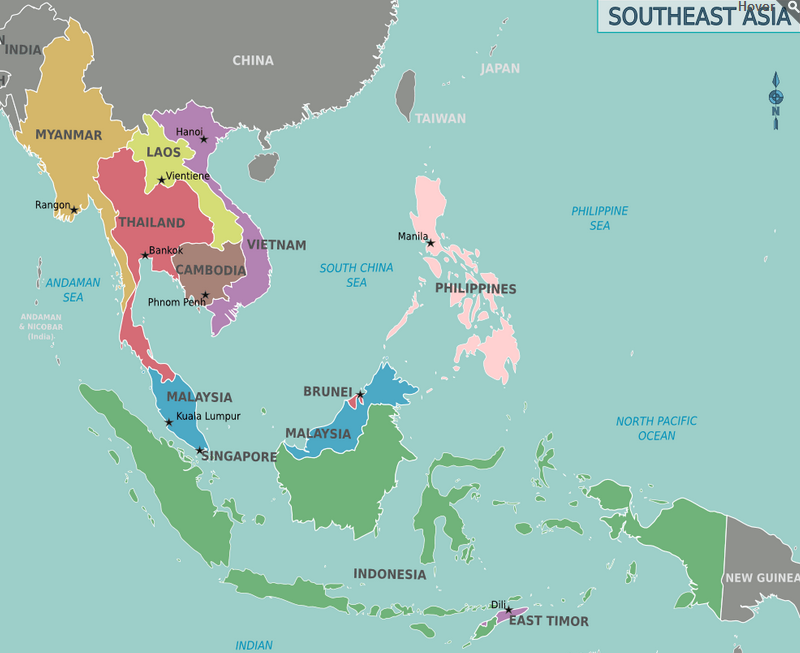 Hover
SOUTHEAST ASIA
INDIA
CHINA
JAPAN
TAIWAN
N
MYANMAR
Hanoi
LAOS
Vientiene
Rangon
THAILAND
PHILIPPINE
SEA
Manila
VIETNAM
Bankok
SOUTH CHINA
SEA
CAMBODIA
ANDAMAN
SEA
PHILIPPINES
Phnom Penh
ANDAMAN
& NICOBAR
(India)
BRUNEI
MALAYSIA
Kuala Lumpur
NORTH PACIFIC
OCEAN
MALAYSIA
SINGAPORE
INDONESIA
NEW GUINEA
Dili
EAST TIMOR
INDIAN